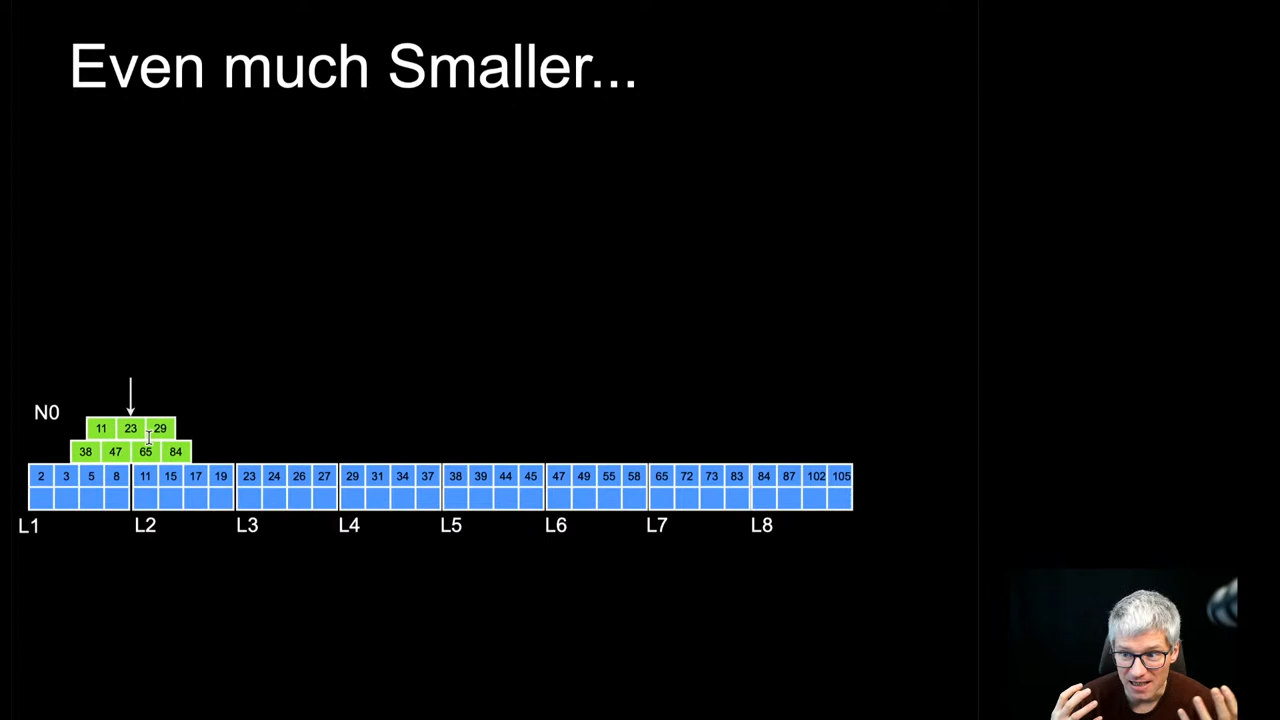 Even much Smaller...
N0
11 23 29
38 47 65 84
2 3 5 8 11 15 17 19 23 24 26 27 29 31 34 37 38 39 44 45 47 49 55 58 65 72 73 83 84 87 102 105
L1 L2 L3 L4 L5 L6 L7 L8